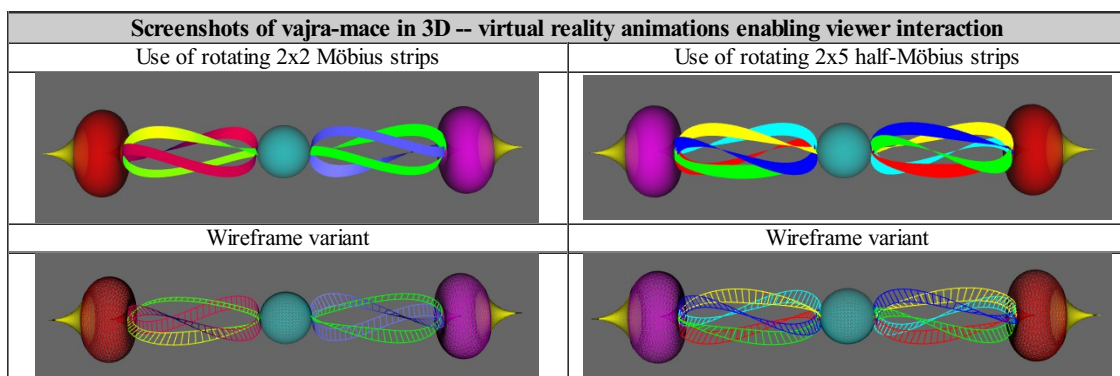 Screenshots of vajra-mace in 3D -- virtual reality animations enabling viewer interaction
Use of rotating 2x2 Möbius strips
Use of rotating 2x5 half-Möbius strips
Wireframe variant
Wireframe variant